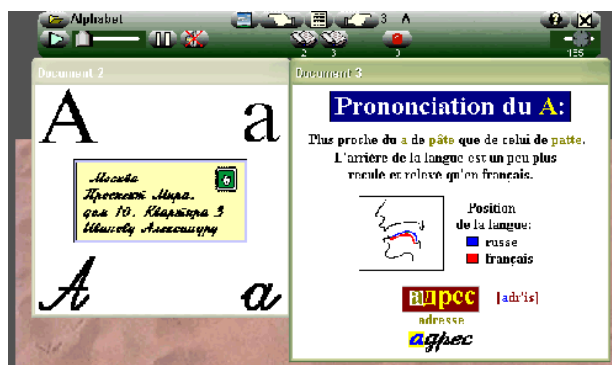 Alphabet
3 A
2 3
0
Document 2
A a
Москва
Проспект Мира.
дом 10. Квартира 3
Иванову Александру
А а
Document 3
Prononciation du A:
Plus proche du a de pâte que de celui de patte.
L'arrière de la langue est un peu plus
reculé et relevé qu'en français.
Position
de la langue:
russe
français
адрес [adr'is]
adresse
адрес